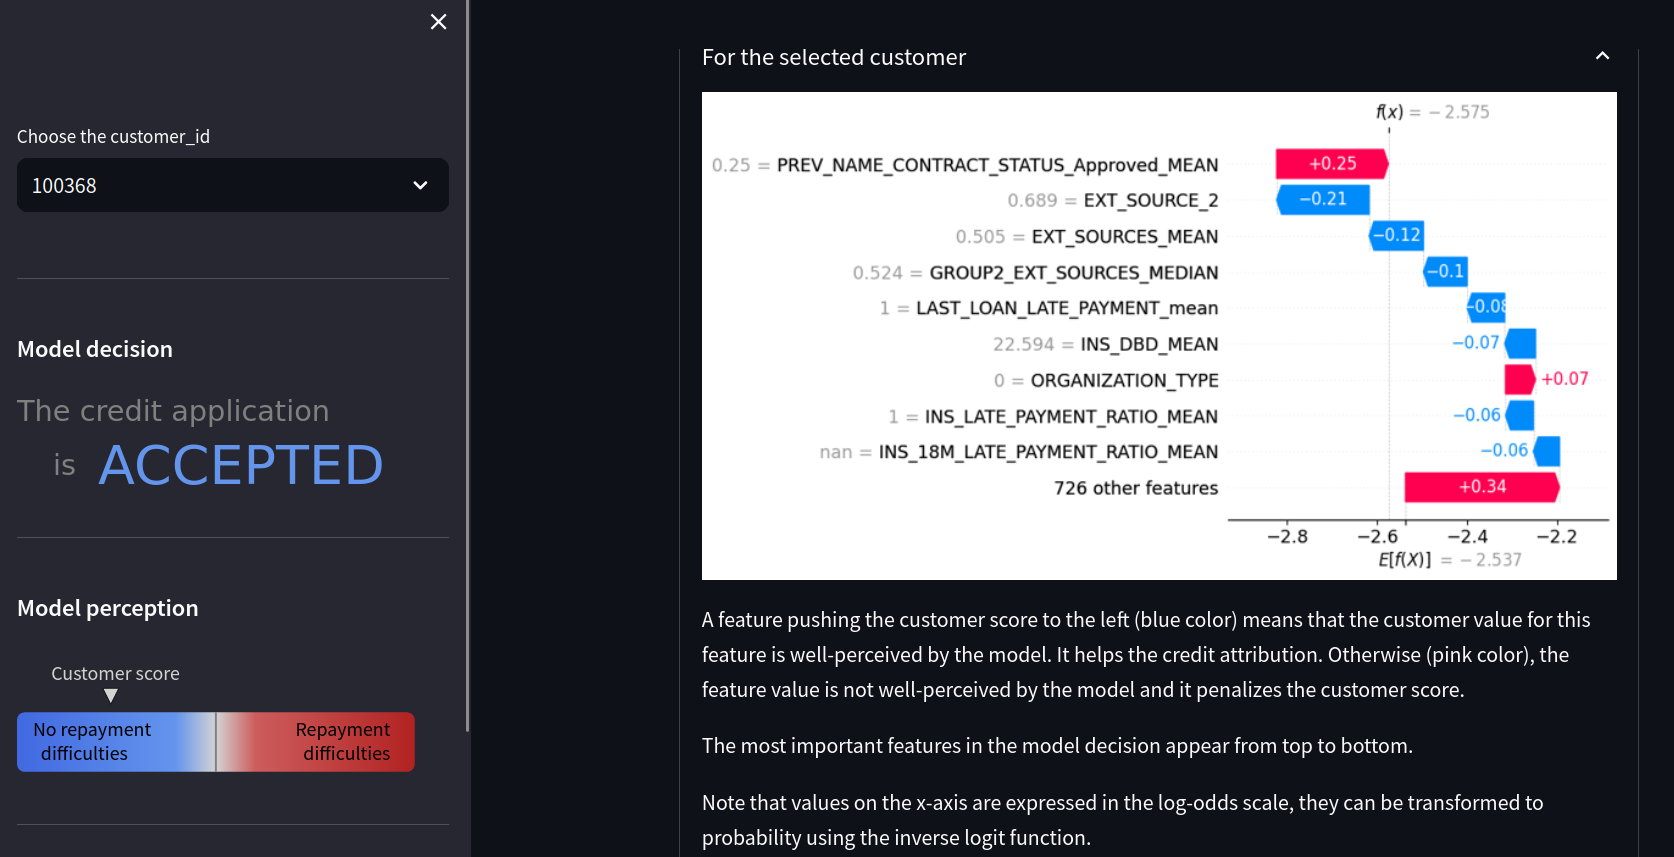 Choose the customer_id
100368
Model decision
The credit application
is ACCEPTED
Model perception
Customer score
No repayment
difficulties
Repayment
difficulties
For the selected customer
f(x) = −2.575
0.25 = PREV_NAME_CONTRACT_STATUS_Approved_MEAN
+0.25
0.689 = EXT_SOURCE_2
−0.21
0.505 = EXT_SOURCES_MEAN
−0.12
0.524 = GROUP2_EXT_SOURCES_MEDIAN
−0.1
1 = LAST_LOAN_LATE_PAYMENT_mean
−0.08
22.594 = INS_DBD_MEAN
−0.07
0 = ORGANIZATION_TYPE
+0.07
1 = INS_LATE_PAYMENT_RATIO_MEAN
−0.06
nan = INS_18M_LATE_PAYMENT_RATIO_MEAN
−0.06
726 other features
+0.34
−2.8 −2.6 −2.4 −2.2
E[f(X)] = −2.537
A feature pushing the customer score to the left (blue color) means that the customer value for this
feature is well-perceived by the model. It helps the credit attribution. Otherwise (pink color), the
feature value is not well-perceived by the model and it penalizes the customer score.
The most important features in the model decision appear from top to bottom.
Note that values on the x-axis are expressed in the log-odds scale, they can be transformed to
probability using the inverse logit function.